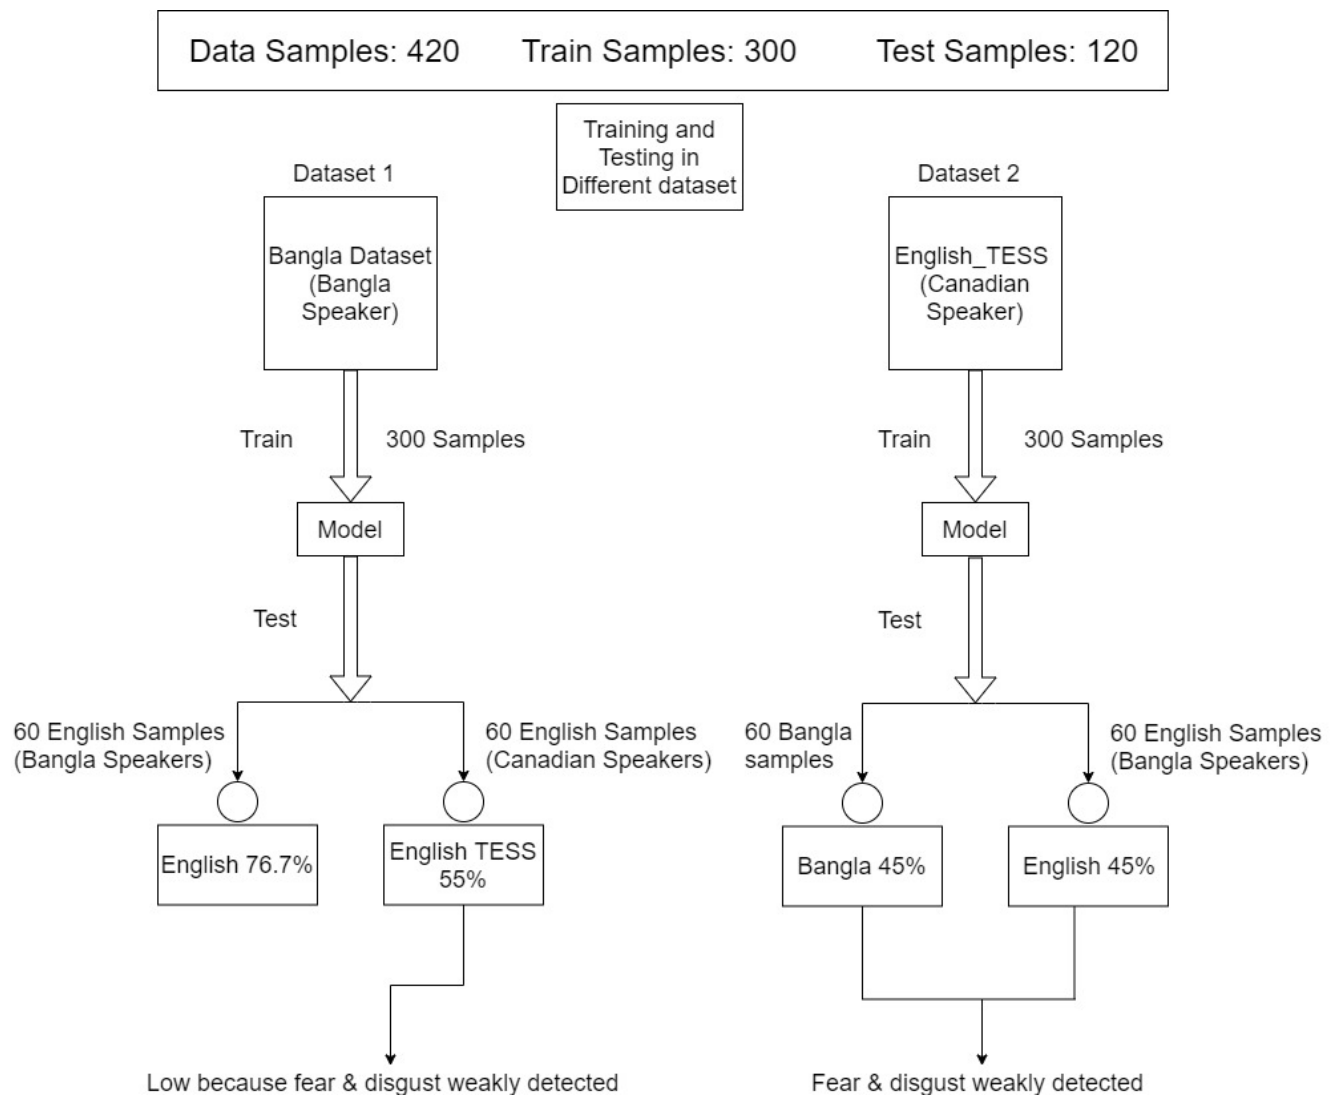 Data Samples: 420 Train Samples: 300 Test Samples: 120
Training and
Testing in
Different dataset
Dataset 1
Bangla Dataset
(Bangla
Speaker)
Train 300 Samples
Model
Test
60 English Samples
(Bangla Speakers)
60 English Samples
(Canadian Speakers)
English 76.7%
English TESS
55%
Low because fear & disgust weakly detected
Dataset 2
English_TESS
(Canadian
Speaker)
Train 300 Samples
Model
Test
60 Bangla
samples
60 English Samples
(Bangla Speakers)
Bangla 45%
English 45%
Fear & disgust weakly detected